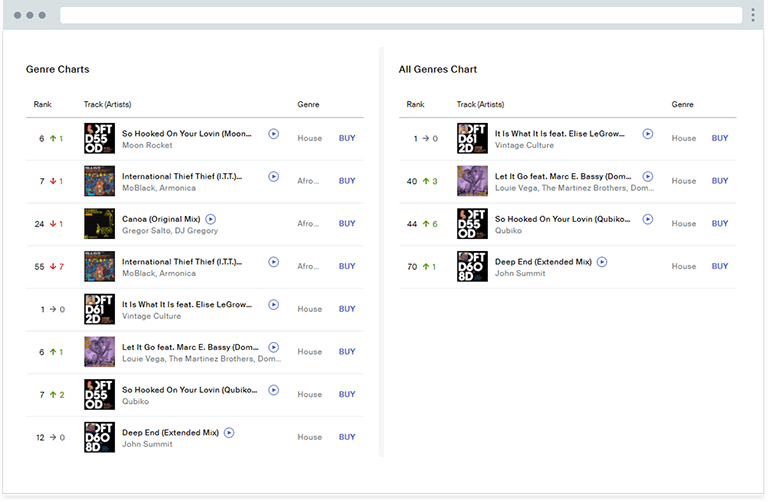 Genre Charts
Rank Track (Artists) Genre
6 ↑ 1 So Hooked On Your Lovin (Moon... House BUY
Moon Rocket
7 ↓ 1 International Thief Thief (I.T.T.)... Afro... BUY
MoBlack, Armonica
24 ↓ 1 Canoa (Original Mix) Afro... BUY
Gregor Salto, DJ Gregory
55 ↓ 7 International Thief Thief (I.T.T.)... Afro... BUY
MoBlack, Armonica
1 → 0 It Is What It Is feat. Elise LeGrow... House BUY
Vintage Culture
6 ↑ 1 Let It Go feat. Marc E. Bassy (Dom... House BUY
Louie Vega, The Martinez Brothers, Dom...
7 ↑ 2 So Hooked On Your Lovin (Qubiko... House BUY
Qubiko
12 → 0 Deep End (Extended Mix) House BUY
John Summit
All Genres Chart
Rank Track (Artists) Genre
1 → 0 It Is What It Is feat. Elise LeGrow... House BUY
Vintage Culture
40 ↑ 3 Let It Go feat. Marc E. Bassy (Dom... House BUY
Louie Vega, The Martinez Brothers, Dom...
44 ↑ 6 So Hooked On Your Lovin (Qubiko... House BUY
Qubiko
70 ↑ 1 Deep End (Extended Mix) House BUY
John Summit